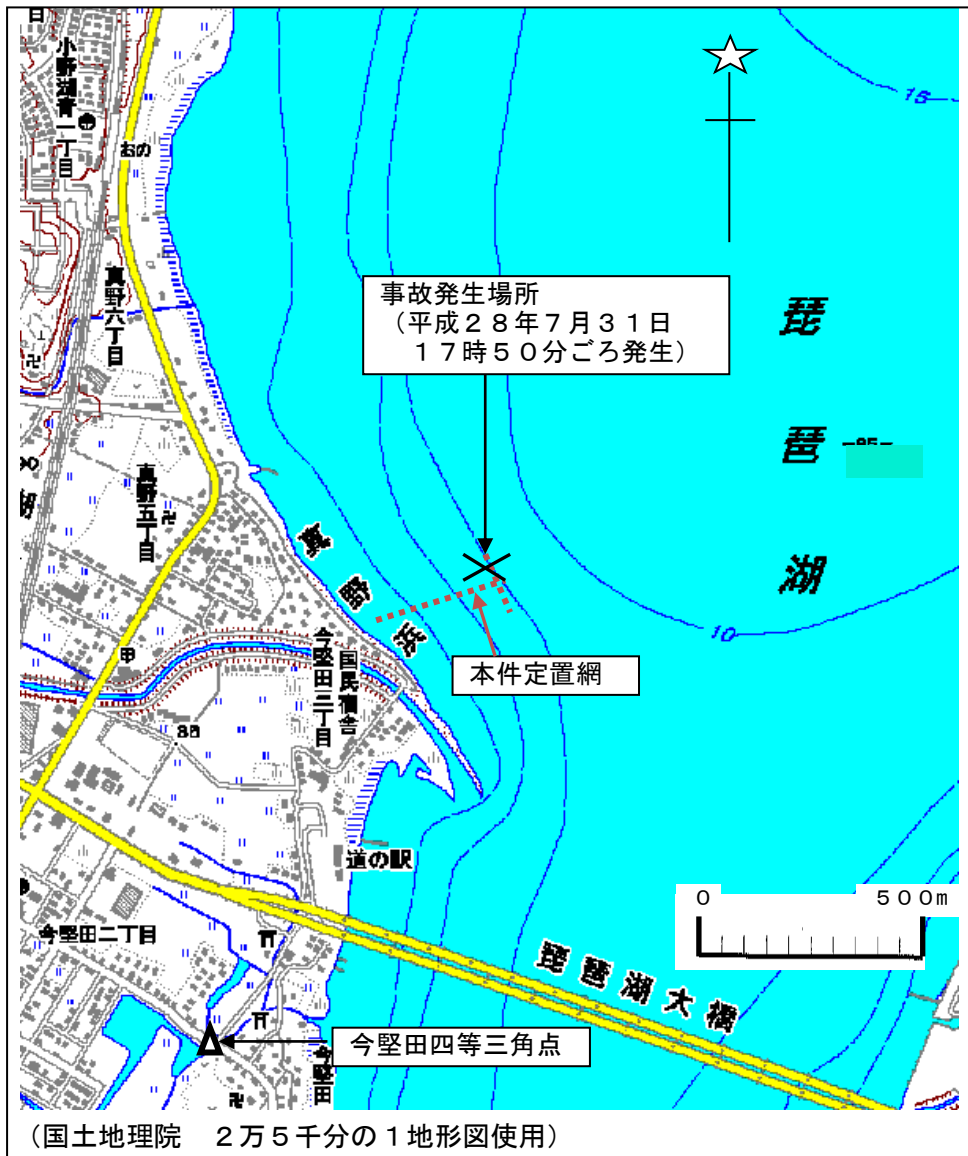 小野湖青一丁目
おの
16
事故発生場所
(平成28年7月31日
17時50分ごろ発生)
真野六丁目
琵琶湖
真野五丁目
真野浜
10
本件定置網
今堅田三丁目
国民宿舎
道の駅
0 500m
今堅田二丁目
琵琶湖大橋
今堅田四等三角点
今堅田
(国土地理院 2万5千分の1地形図使用)